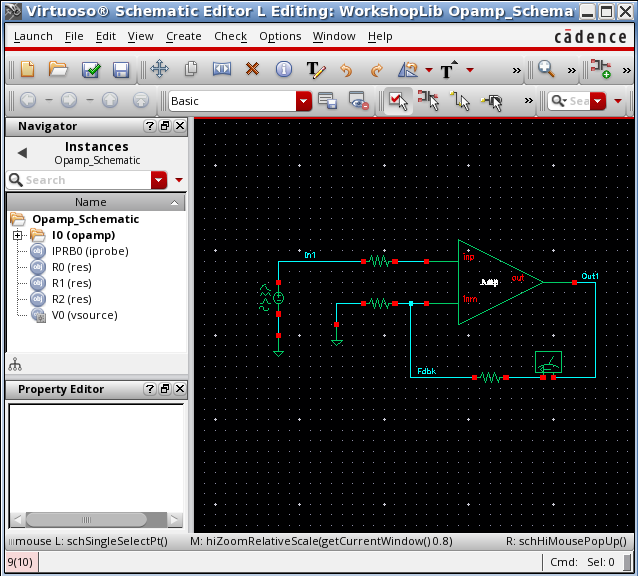 Virtuoso® Schematic Editor L Editing: WorkshopLib Opamp_Schema
Launch File Edit View Create Check Options Window Help cādence
T T » »
Basic » Sea »
Navigator ?
Instances
Opamp_Schematic
Search
Name
Opamp_Schematic
I0 (opamp)
IPRB0 (iprobe)
R0 (res)
R1 (res)
R2 (res)
V0 (vsource)
In1
inp
out
Out1
Fdbk
Property Editor ?
mouse L: schSingleSelectPt() M: hiZoomRelativeScale(getCurrentWindow() 0.8) R: schHiMousePopUp()
9(10) Cmd: Sel: 0